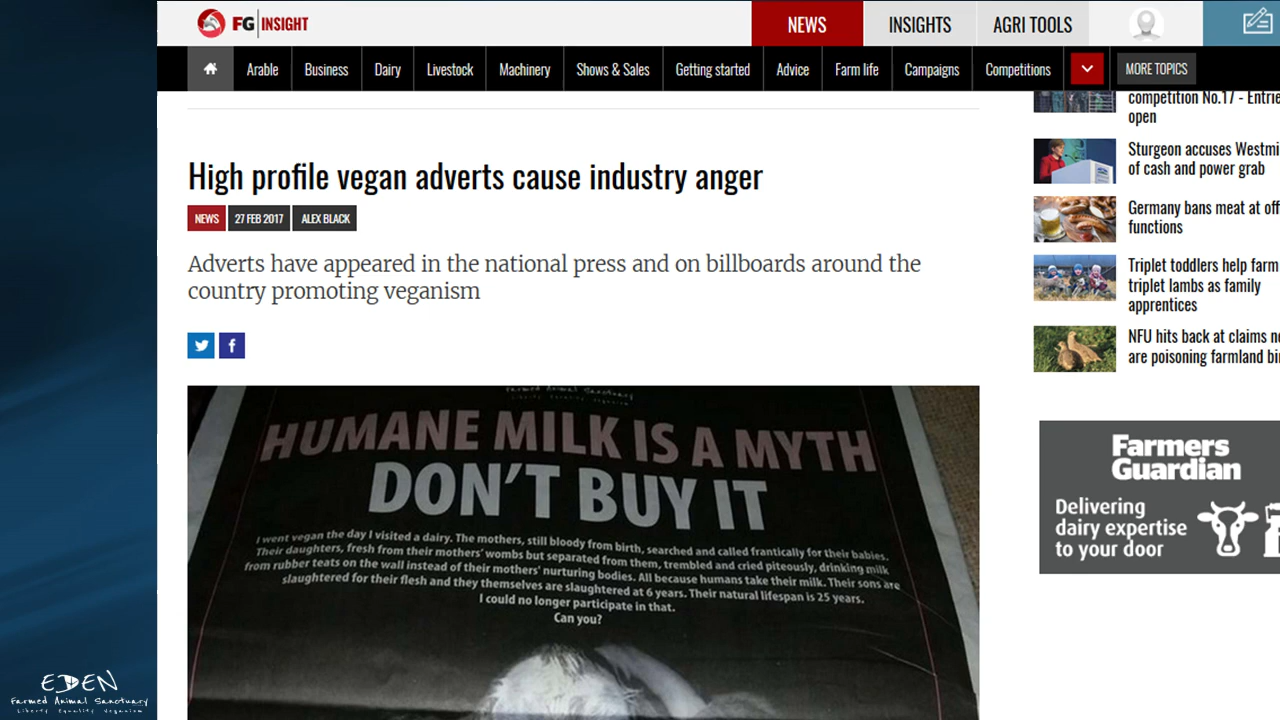 FG INSIGHT
NEWS
INSIGHTS
AGRI TOOLS
Arable
Business
Dairy
Livestock
Machinery
Shows & Sales
Getting started
Advice
Farm life
Campaigns
Competitions
MORE TOPICS
High profile vegan adverts cause industry anger
NEWS
27 FEB 2017
ALEX BLACK
Adverts have appeared in the national press and on billboards around the
country promoting veganism
Farmed Animal Sanctuary
Liberty Equality Veganism
HUMANE MILK IS A MYTH
DON'T BUY IT
I went vegan the day I visited a dairy. The mothers, still bloody from birth, searched and called frantically for their babies.
Their daughters, fresh from their mothers' wombs but separated from them, trembled and cried piteously, drinking milk
from rubber teats on the wall instead of their mothers' nurturing bodies. All because humans take their milk. Their sons are
slaughtered for their flesh and they themselves are slaughtered at 6 years. Their natural lifespan is 25 years.
I could no longer participate in that.
Can you?
competition No.17 - Entrie
open
Sturgeon accuses Westmi
of cash and power grab
Germany bans meat at off
functions
Triplet toddlers help farm
triplet lambs as family
apprentices
NFU hits back at claims ne
are poisoning farmland bi
Farmers
Guardian
Delivering
dairy expertise
to your door
EDEN
Farmed Animal Sanctuary
Liberty Equality Veganism